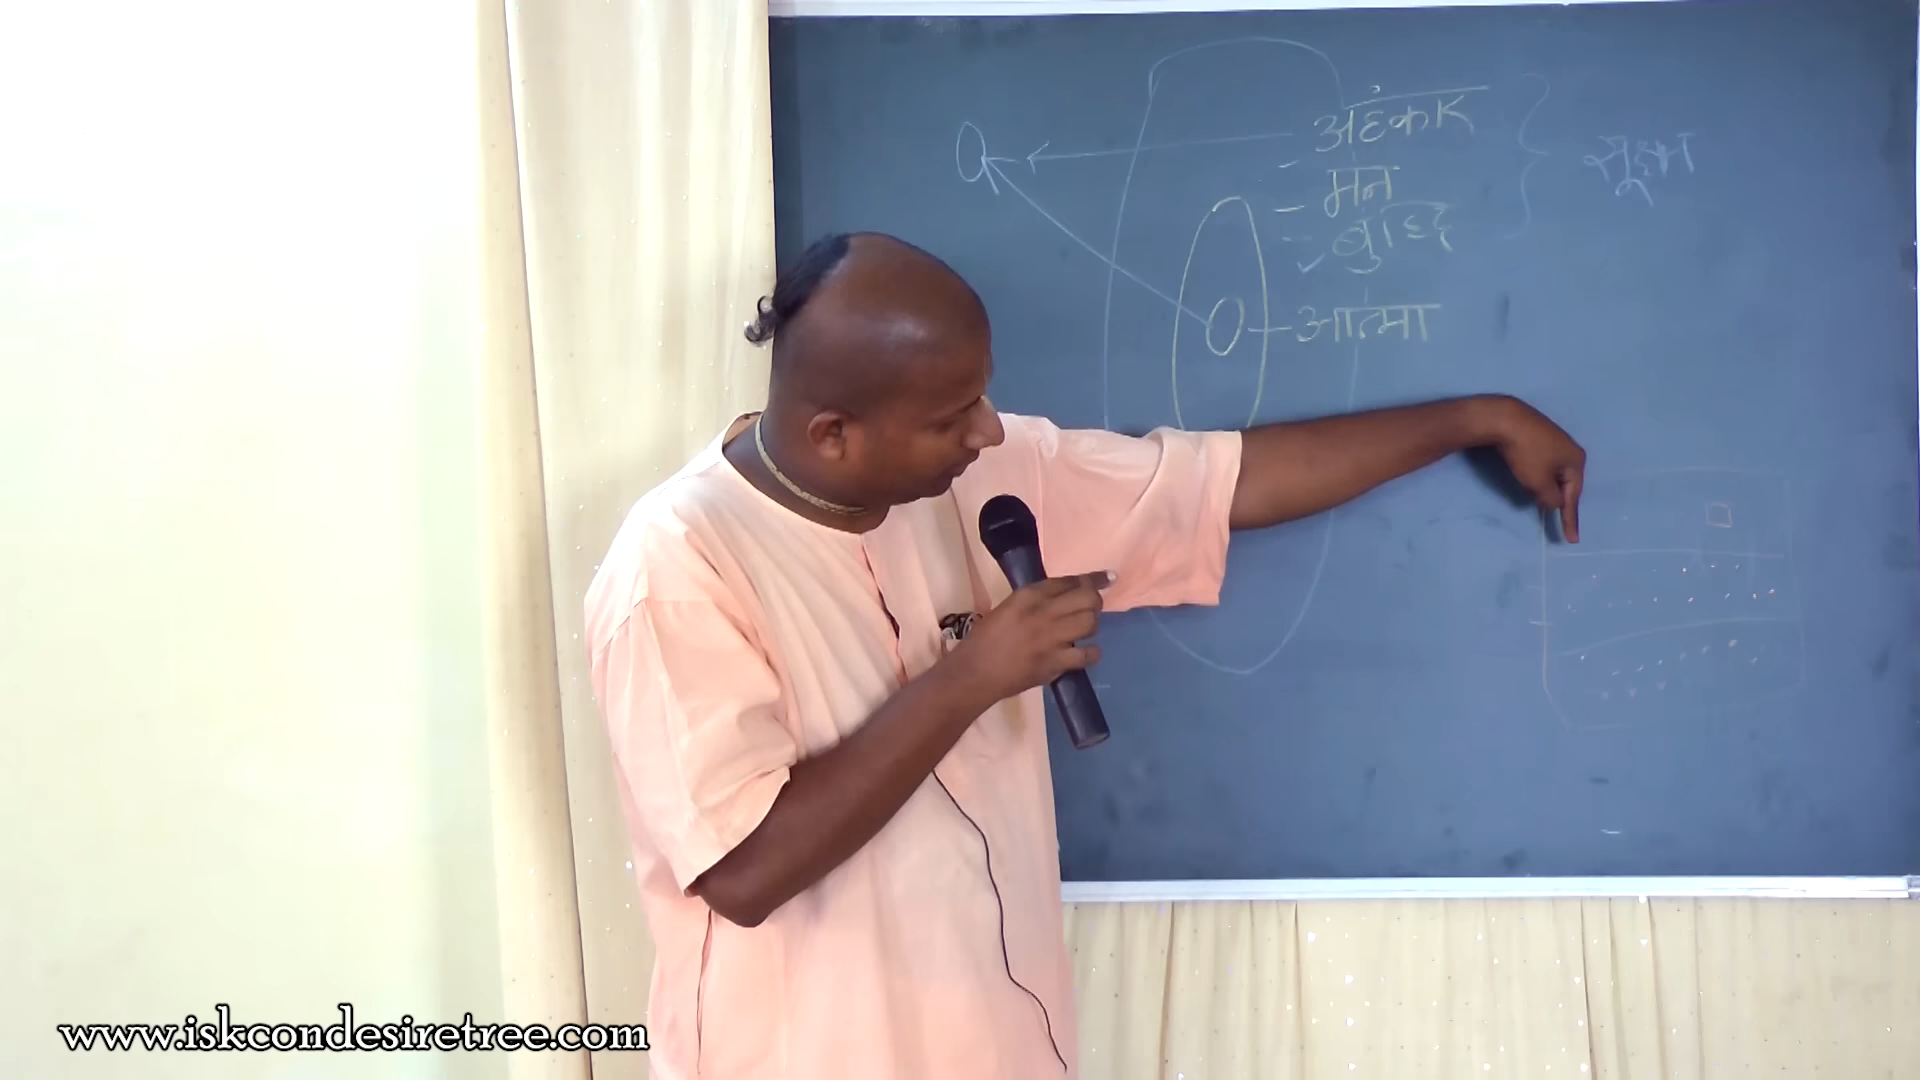 अहंकार
सूक्ष्म
मन
बुद्धि
आत्मा
www.iskcondesiretree.com